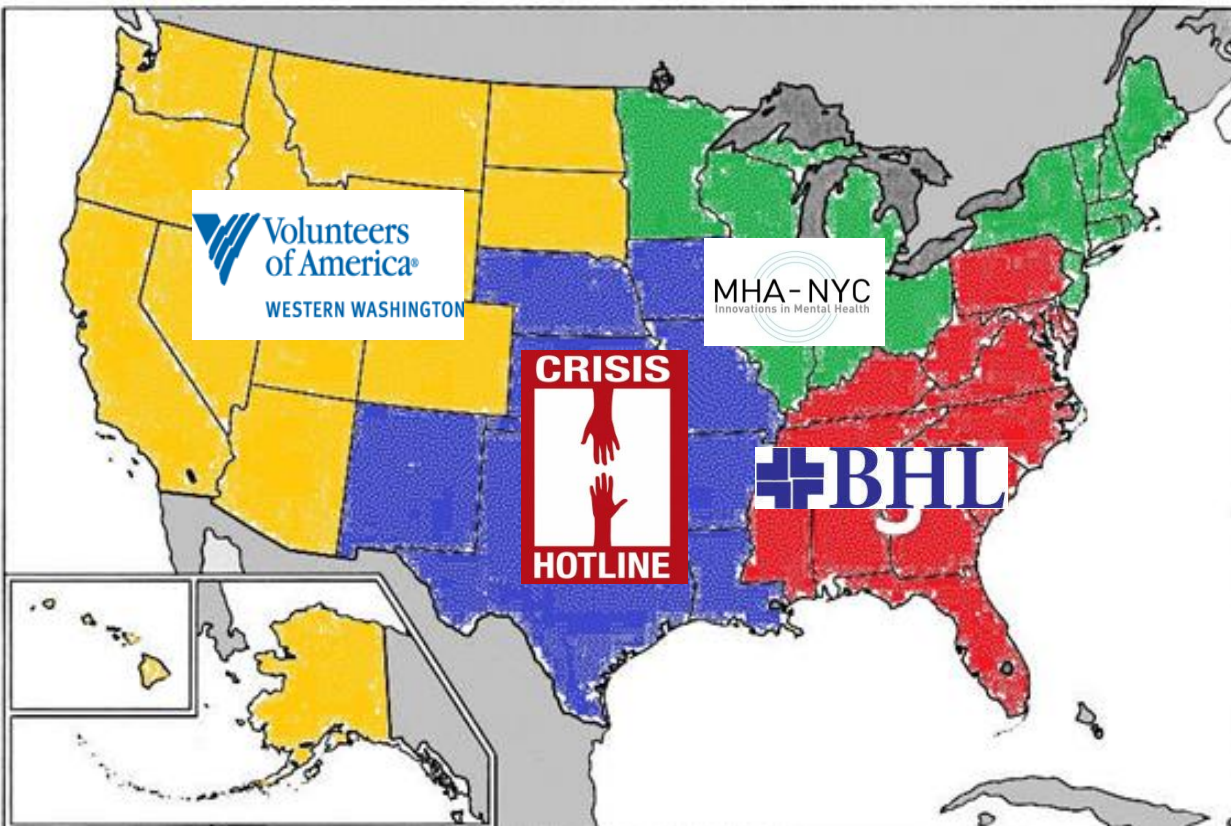 Volunteers
of America®
WESTERN WASHINGTON
MHA-NYC
Innovations in Mental Health
CRISIS
HOTLINE
BHL